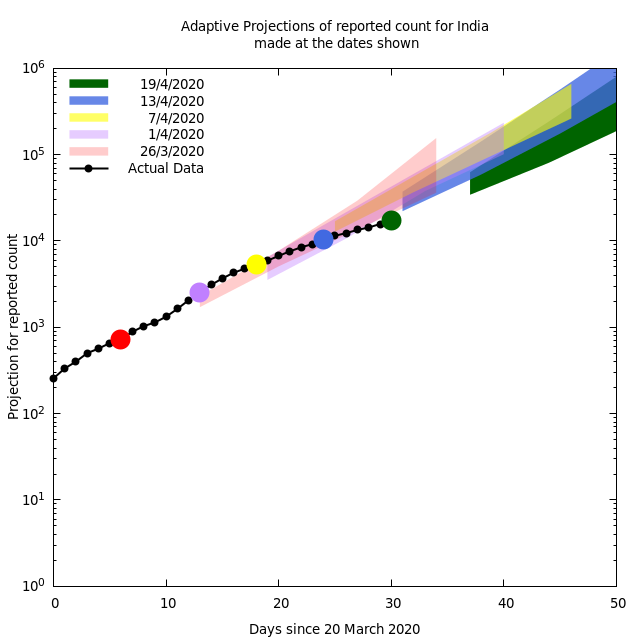 Adaptive Projections of reported count for India
made at the dates shown
10^6
19/4/2020
13/4/2020
7/4/2020
1/4/2020
26/3/2020
Actual Data
10^5
10^4
10^3
10^2
10^1
10^0
Projection for reported count
0 10 20 30 40 50
Days since 20 March 2020